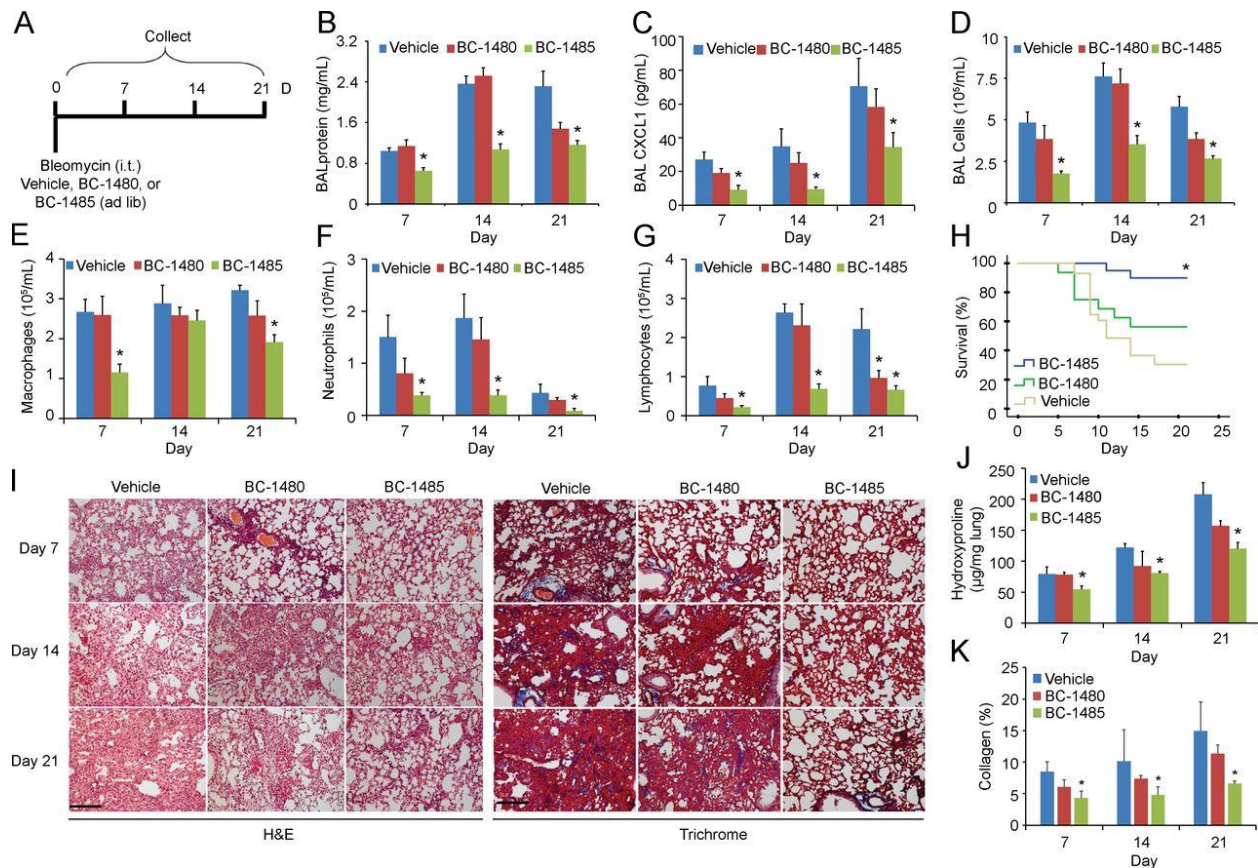 A
Collect
0 7 14 21 D
Bleomycin (i.t.)
Vehicle, BC-1480, or
BC-1485 (ad lib)
B
Vehicle BC-1480 BC-1485
BALprotein (mg/mL)
3.2
2.4
1.6
0.8
0
7 14 21
Day
*
*
*
C
Vehicle BC-1480 BC-1485
BAL CXCL1 (pg/mL)
100
80
60
40
20
0
7 14 21
Day
*
*
*
D
Vehicle BC-1480 BC-1485
BAL Cells (10⁵/mL)
10
7.5
5
2.5
0
7 14 21
Day
*
*
*
E
Vehicle BC-1480 BC-1485
Macrophages (10⁵/mL)
4
3
2
1
0
7 14 21
Day
*
*
F
Vehicle BC-1480 BC-1485
Neutrophils (10⁵/mL)
3
2
1
0
7 14 21
Day
*
*
*
G
Vehicle BC-1480 BC-1485
Lymphocytes (10⁵/mL)
4
3
2
1
0
7 14 21
Day
*
*
* *
H
Survival (%)
100
80
60
40
20
0
*
BC-1485
BC-1480
Vehicle
0 5 10 15 20 25
Day
I
Vehicle BC-1480 BC-1485 Vehicle BC-1480 BC-1485
Day 7
Day 14
Day 21
H&E Trichrome
J
Vehicle
BC-1480
BC-1485
Hydroxyproline
(µg/mg lung)
250
200
150
100
50
0
7 14 21
Day
*
*
*
K
Vehicle
BC-1480
BC-1485
Collagen (%)
25
20
15
10
5
0
7 14 21
Day
*
*
*